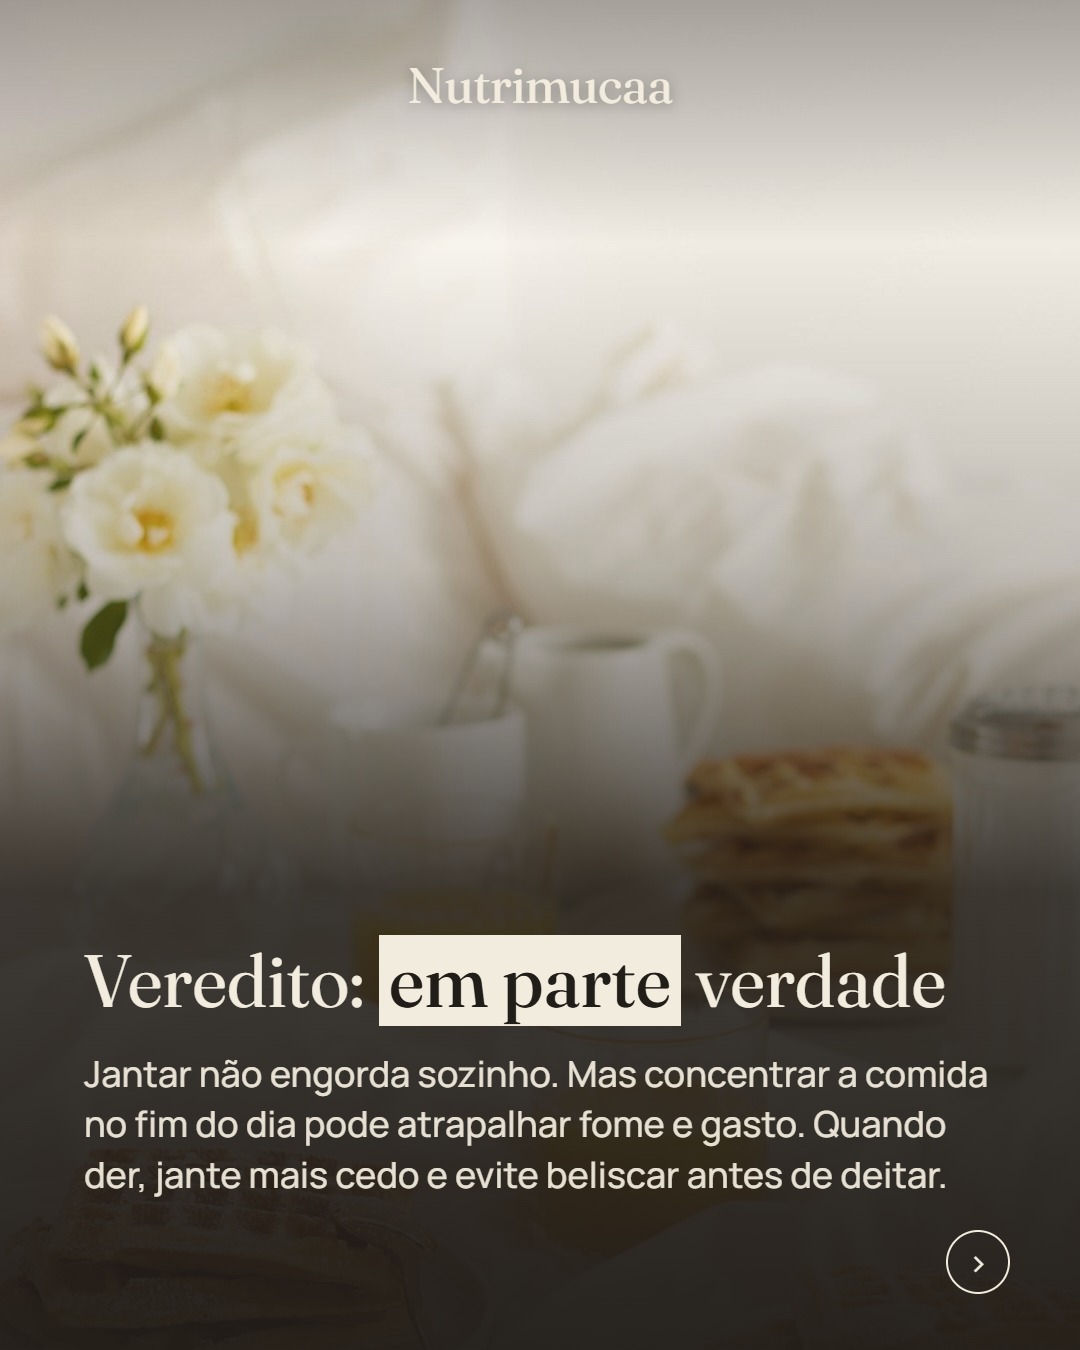 Nutrimucaa
Veredito: em parte verdade
Jantar não engorda sozinho. Mas concentrar a comida
no fim do dia pode atrapalhar fome e gasto. Quando
der, jante mais cedo e evite beliscar antes de deitar.